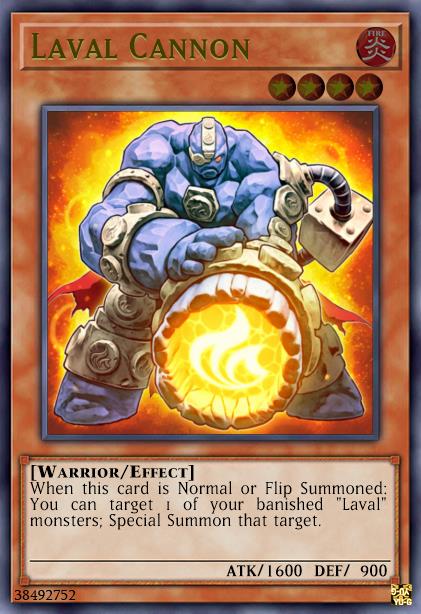 LAVAL CANNON
FIRE
炎
[WARRIOR/EFFECT]
When this card is Normal or Flip Summoned:
You can target 1 of your banished "Laval"
monsters; Special Summon that target.
ATK/1600 DEF/ 900
38492752